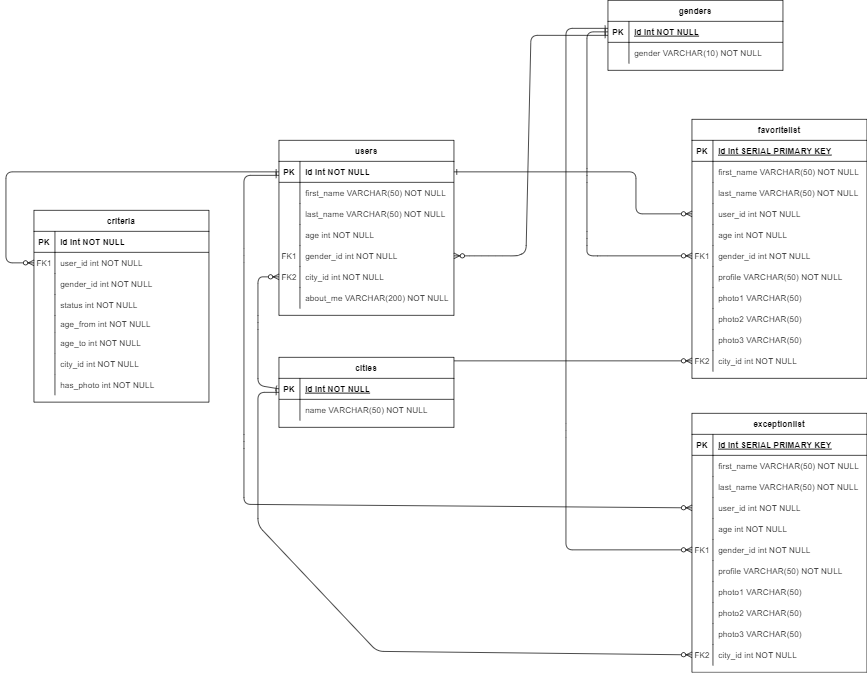 genders
PK id int NOT NULL
gender VARCHAR(10) NOT NULL
favoritelist
PK id int SERIAL PRIMARY KEY
first_name VARCHAR(50) NOT NULL
last_name VARCHAR(50) NOT NULL
user_id int NOT NULL
age int NOT NULL
FK1 gender_id int NOT NULL
profile VARCHAR(50) NOT NULL
photo1 VARCHAR(50)
photo2 VARCHAR(50)
photo3 VARCHAR(50)
FK2 city_id int NOT NULL
users
PK id int NOT NULL
first_name VARCHAR(50) NOT NULL
last_name VARCHAR(50) NOT NULL
age int NOT NULL
FK1 gender_id int NOT NULL
FK2 city_id int NOT NULL
about_me VARCHAR(200) NOT NULL
criteria
PK id int NOT NULL
FK1 user_id int NOT NULL
gender_id int NOT NULL
status int NOT NULL
age_from int NOT NULL
age_to int NOT NULL
city_id int NOT NULL
has_photo int NOT NULL
cities
PK id int NOT NULL
name VARCHAR(50) NOT NULL
exceptionlist
PK id int SERIAL PRIMARY KEY
first_name VARCHAR(50) NOT NULL
last_name VARCHAR(50) NOT NULL
user_id int NOT NULL
age int NOT NULL
FK1 gender_id int NOT NULL
profile VARCHAR(50) NOT NULL
photo1 VARCHAR(50)
photo2 VARCHAR(50)
photo3 VARCHAR(50)
FK2 city_id int NOT NULL